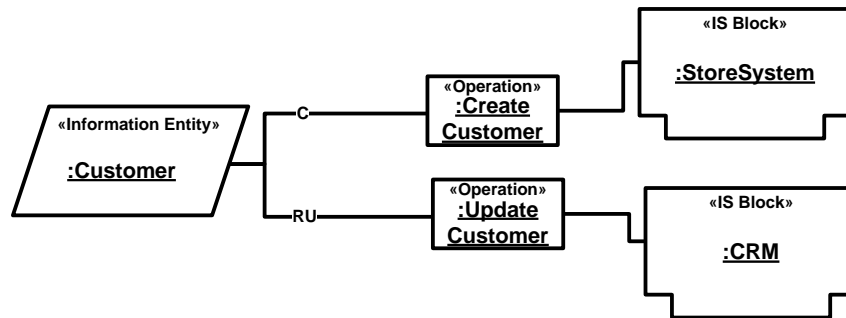 «IS Block»
:StoreSystem
«Operation»
:Create
Customer
C
«Information Entity»
:Customer
«Operation»
:Update
Customer
RU
«IS Block»
:CRM